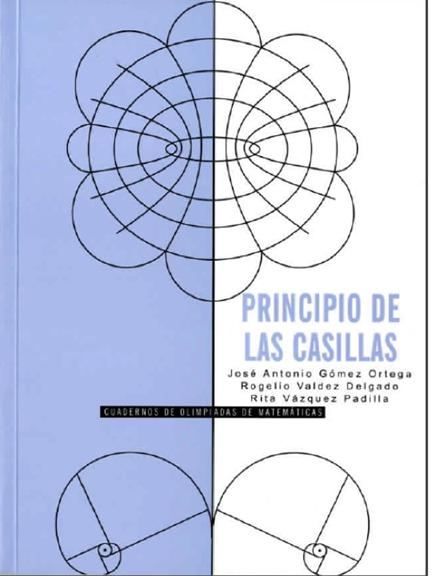 PRINCIPIO DE
LAS CASILLAS
José Antonio Gómez Ortega
Rogelio Valdez Delgado
Rita Vázquez Padilla
CUADERNOS DE OLIMPIADAS DE MATEMÁTICAS